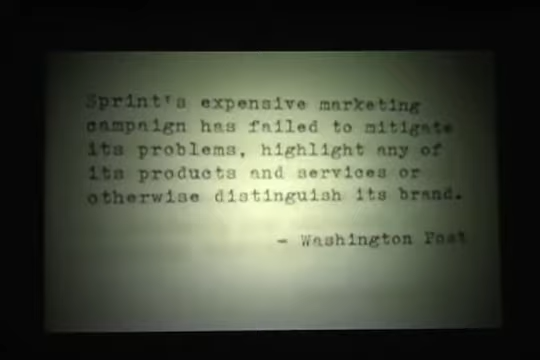 Sprint's expensive marketing
campaign has failed to mitigate
its problems, highlight any of
its products and services or
otherwise distinguish its brand.
- Washington Post